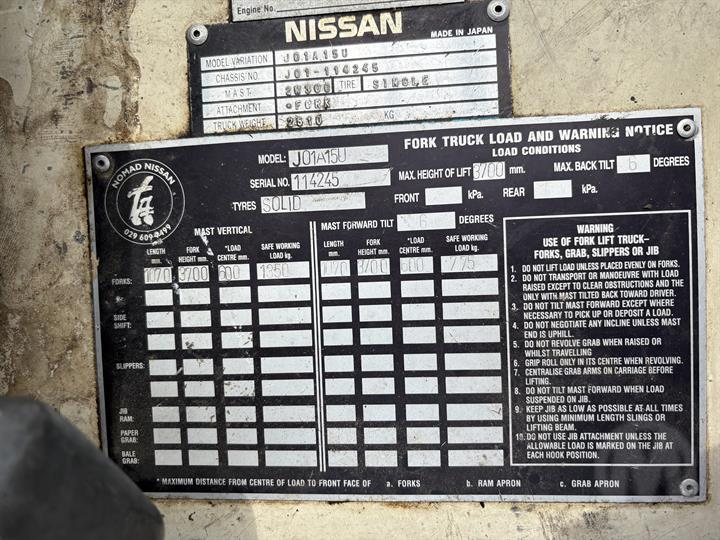 Engine No.
NISSAN
MADE IN JAPAN
MODEL VARIATION J01A15U
CHASSIS NO. J01-114245
MAST 2W300 TIRE SINGLE
ATTACHMENT •FORK
TRUCK WEIGHT 2510 KG
FORK TRUCK LOAD AND WARNING NOTICE
LOAD CONDITIONS
NOMAD NISSAN
MODEL: J01A15U
SERIAL NO. 114245 MAX. HEIGHT OF LIFT 3700 mm. MAX. BACK TILT 6 DEGREES
TYRES SOLID FRONT kPa. REAR kPa.
MAST VERTICAL MAST FORWARD TILT 6 DEGREES
LENGTH mm. FORK HEIGHT mm. *LOAD CENTRE mm. SAFE WORKING LOAD kg. LENGTH mm. FORK HEIGHT mm. *LOAD CENTRE mm. SAFE WORKING LOAD kg.
FORKS: 1070 3700 600 1350 1070 3700 600 775
SIDE SHIFT:
SLIPPERS:
JIB RAM:
PAPER GRAB:
BALE GRAB:
WARNING
USE OF FORK LIFT TRUCK–
FORKS, GRAB, SLIPPERS OR JIB
1. DO NOT LIFT LOAD UNLESS PLACED EVENLY ON FORKS.
2. DO NOT TRANSPORT OR MANOEUVRE WITH LOAD
RAISED EXCEPT TO CLEAR OBSTRUCTIONS AND THE
ONLY WITH MAST TILTED BACK TOWARD DRIVER.
3. DO NOT TILT MAST FORWARD EXCEPT WHERE
NECESSARY TO PICK UP OR DEPOSIT A LOAD.
4. DO NOT NEGOTIATE ANY INCLINE UNLESS MAST
END IS UPHILL.
5. DO NOT REVOLVE GRAB WHEN RAISED OR
WHILST TRAVELLING
6. GRIP ROLL ONLY IN ITS CENTRE WHEN REVOLVING.
7. CENTRALISE GRAB ARMS ON CARRIAGE BEFORE
LIFTING.
8. DO NOT TILT MAST FORWARD WHEN LOAD
SUSPENDED.
9. KEEP JIB AS LOW AS POSSIBLE AT ALL TIMES
BY USING MINIMUM LENGTH SLINGS OR
LIFTING BEAM.
10. DO NOT USE JIB ATTACHMENT UNLESS THE
ALLOWABLE LOAD IS MARKED ON THE JIB AT
EACH HOOK POSITION.
* MAXIMUM DISTANCE FROM CENTRE OF LOAD TO FRONT FACE OF a. FORKS b. RAM APRON c. GRAB APRON